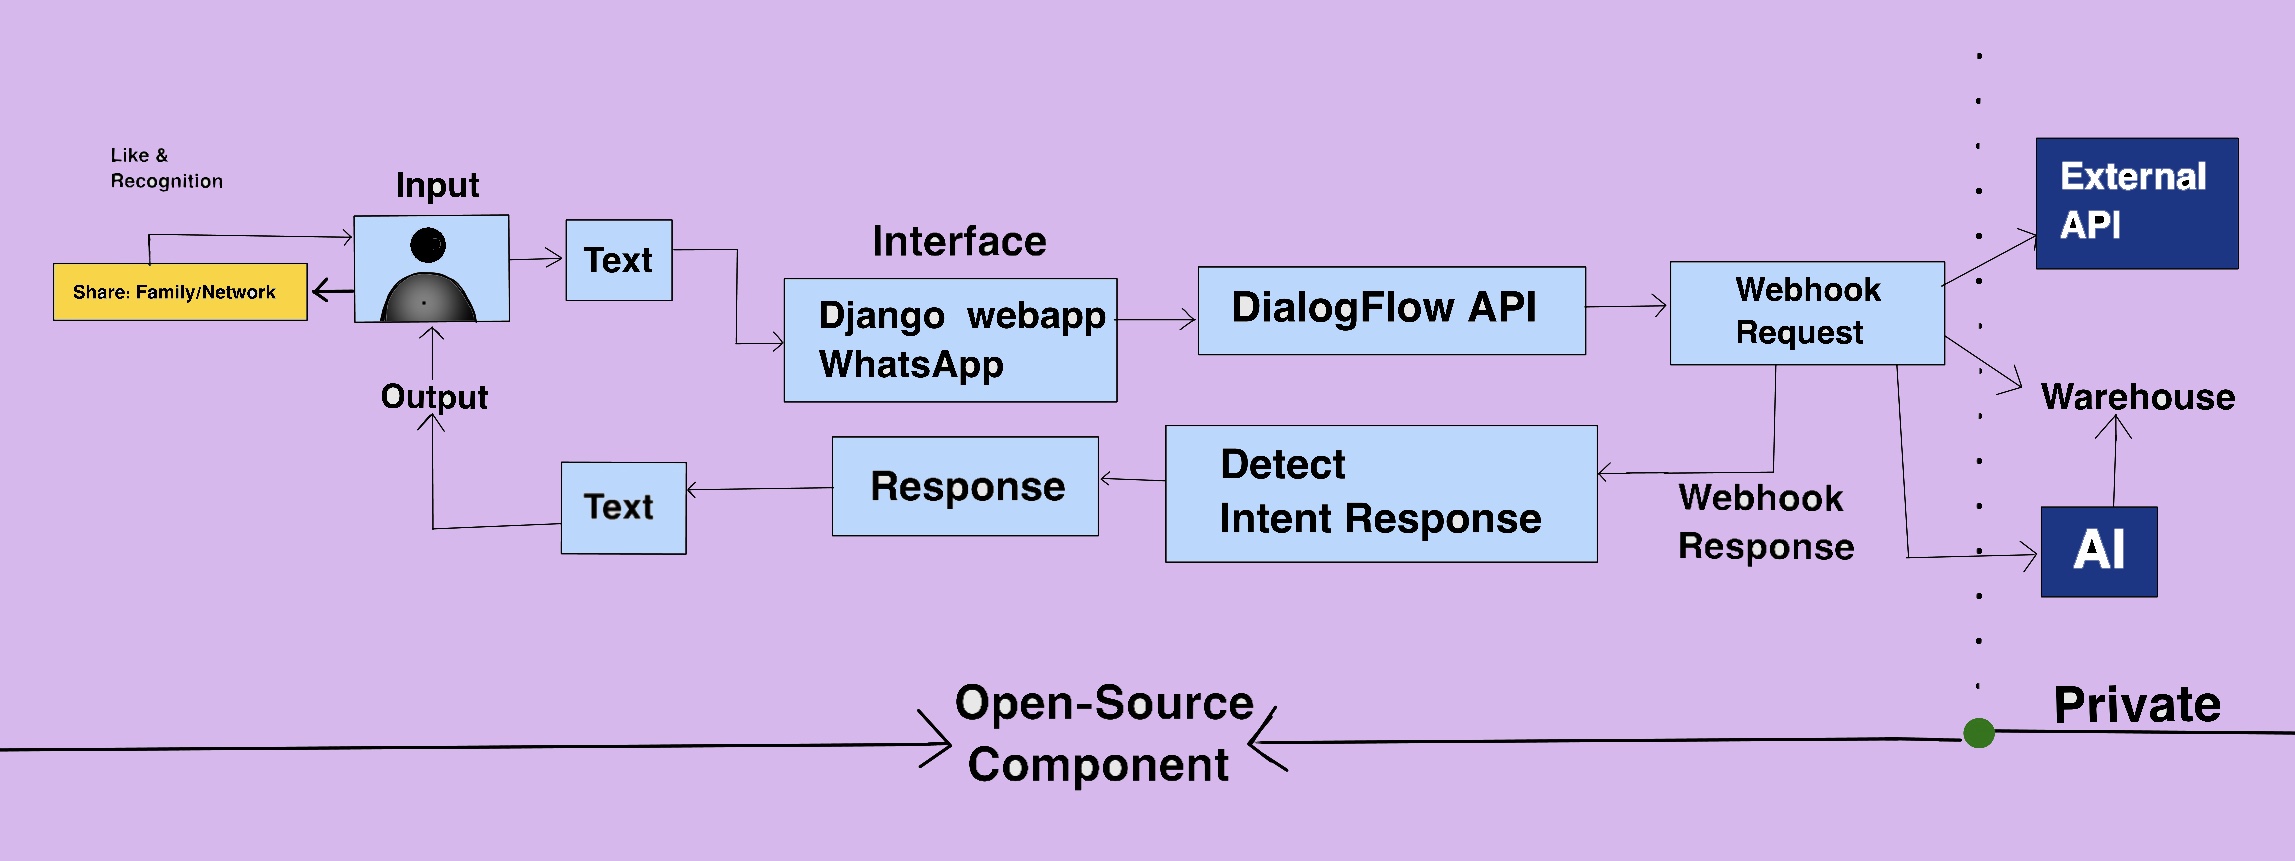 Like &
Recognition
Input
Share: Family/Network
Text
Interface
Django webapp
WhatsApp
DialogFlow API
Webhook
Request
External
API
Warehouse
AI
Webhook
Response
Detect
Intent Response
Response
Text
Output
Open-Source
Component
Private